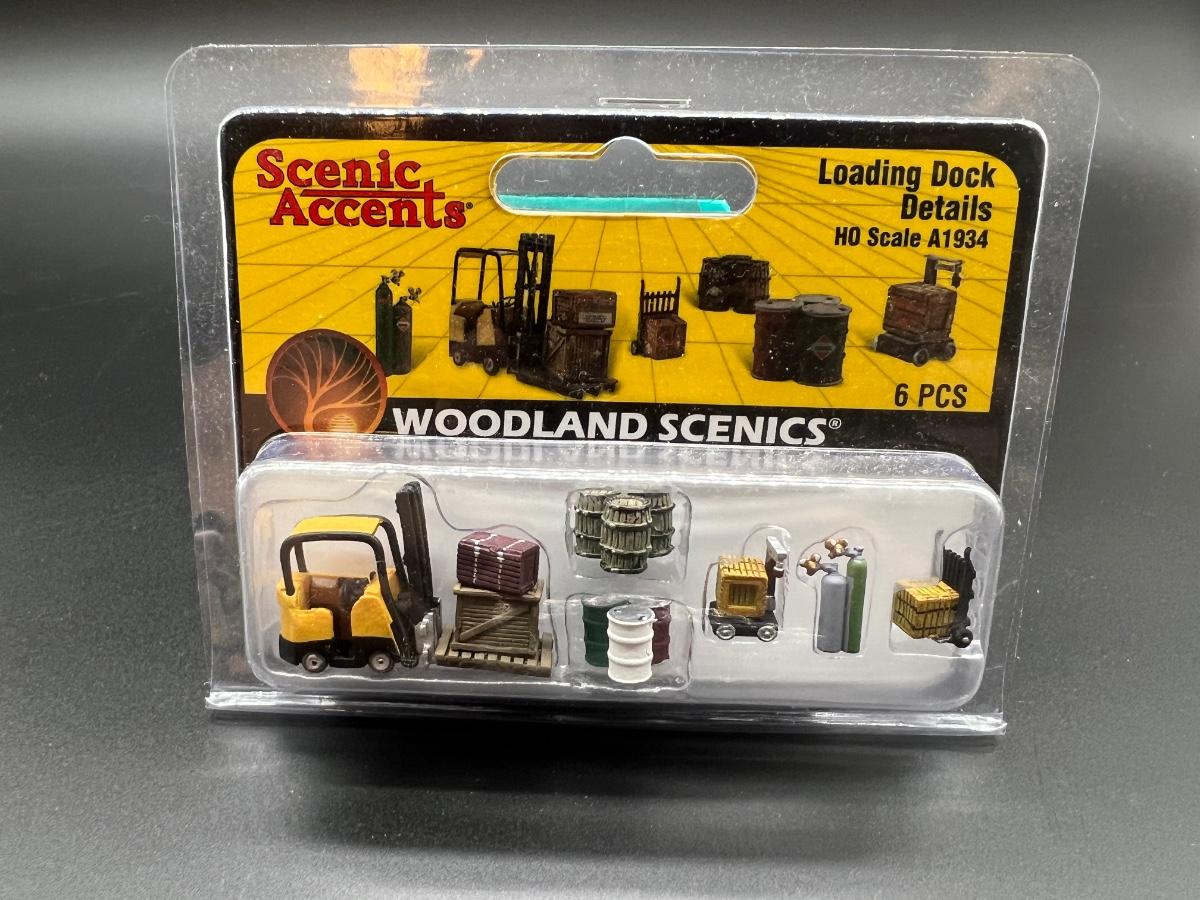 Scenic
Accents®
Loading Dock
Details
HO Scale A1934
6 PCS
WOODLAND SCENICS®